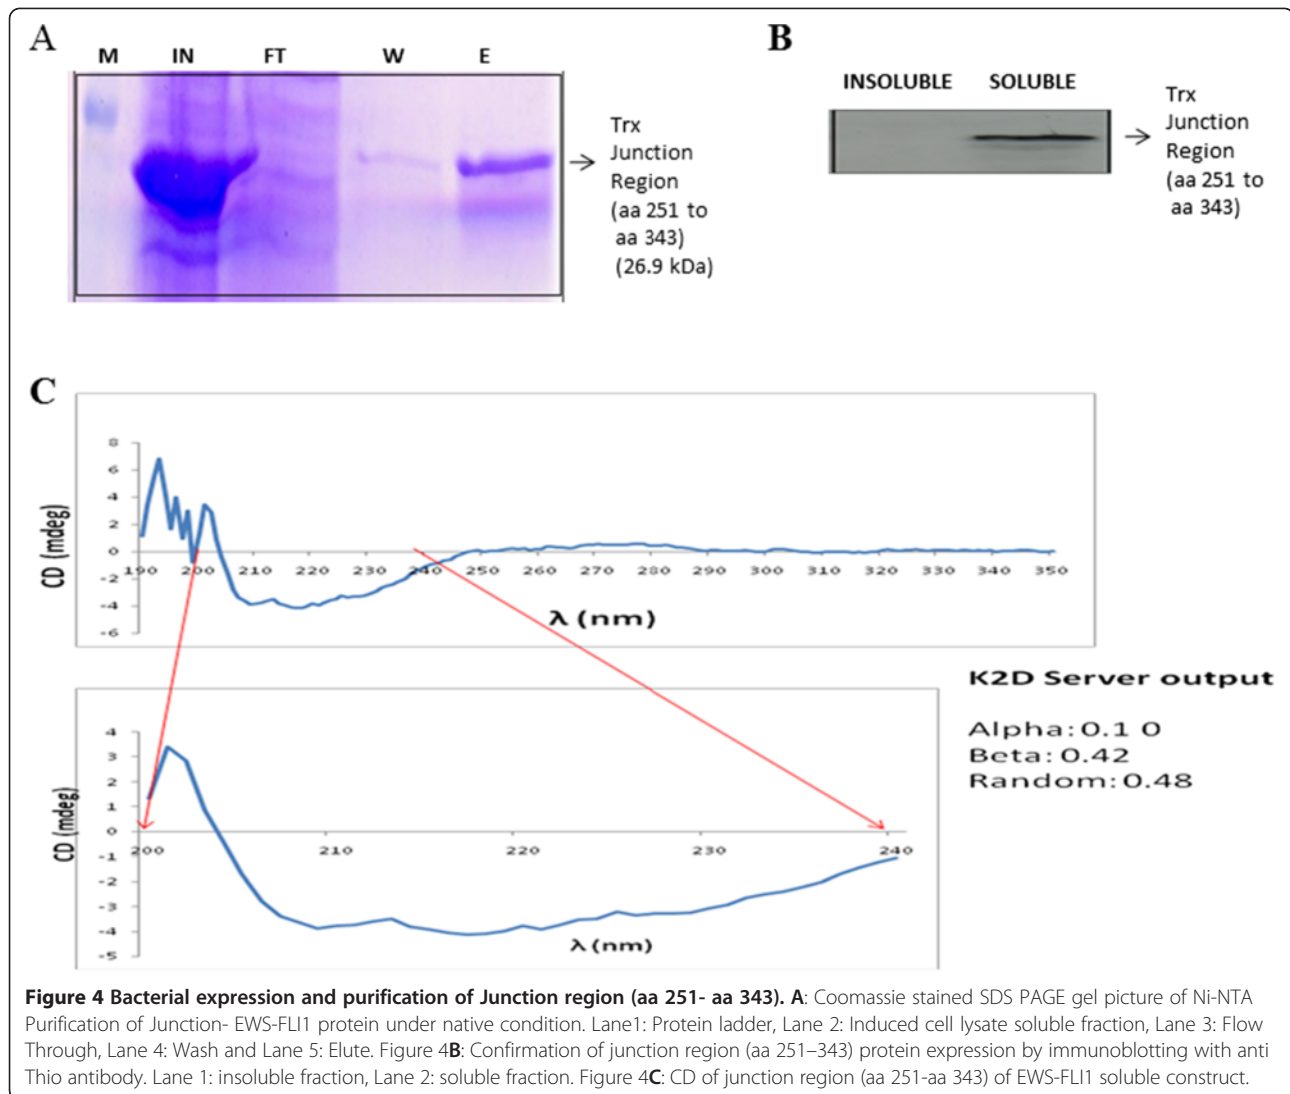 A
M IN FT W E
Trx
Junction
Region
(aa 251 to
aa 343)
(26.9 kDa)
B
INSOLUBLE SOLUBLE
Trx
Junction
Region
(aa 251 to
aa 343)
C
CD (mdeg)
8
6
4
2
0
-2
-4
-6
190 200 210 220 230 240 250 260 270 280 290 300 310 320 330 340 350
λ (nm)
CD (mdeg)
4
3
2
1
0
-1
-2
-3
-4
-5
200 210 220 230 240
λ (nm)
K2D Server output
Alpha: 0.1 0
Beta: 0.42
Random: 0.48
Figure 4 Bacterial expression and purification of Junction region (aa 251- aa 343). A: Coomassie stained SDS PAGE gel picture of Ni-NTA
Purification of Junction- EWS-FLI1 protein under native condition. Lane1: Protein ladder, Lane 2: Induced cell lysate soluble fraction, Lane 3: Flow
Through, Lane 4: Wash and Lane 5: Elute. Figure 4B: Confirmation of junction region (aa 251–343) protein expression by immunoblotting with anti
Thio antibody. Lane 1: insoluble fraction, Lane 2: soluble fraction. Figure 4C: CD of junction region (aa 251-aa 343) of EWS-FLI1 soluble construct.